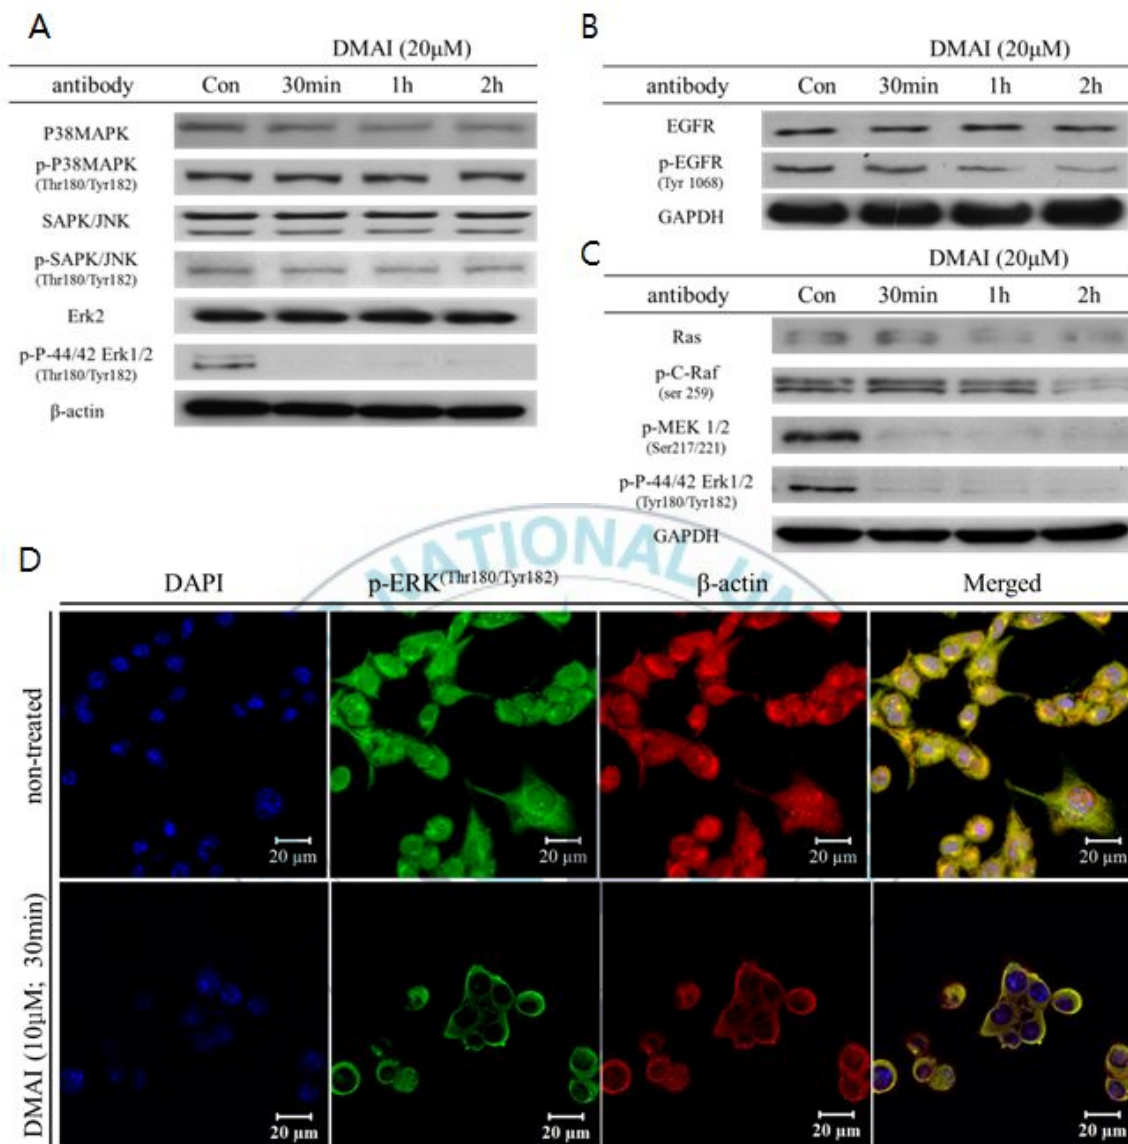 A
DMAI (20μM)
antibody Con 30min 1h 2h
P38MAPK
p-P38MAPK
(Thr180/Tyr182)
SAPK/JNK
p-SAPK/JNK
(Thr180/Tyr182)
Erk2
p-P-44/42 Erk1/2
(Thr180/Tyr182)
β-actin
B
DMAI (20μM)
antibody Con 30min 1h 2h
EGFR
p-EGFR
(Tyr 1068)
GAPDH
C
DMAI (20μM)
antibody Con 30min 1h 2h
Ras
p-C-Raf
(ser 259)
p-MEK 1/2
(Ser217/221)
p-P-44/42 Erk1/2
(Tyr180/Tyr182)
GAPDH
NATIONAL UN
D
DAPI p-ERK(Thr180/Tyr182) β-actin Merged
non-treated
20 μm 20 μm 20 μm 20 μm
DMAI (10μM; 30min)
20 μm 20 μm 20 μm 20 μm